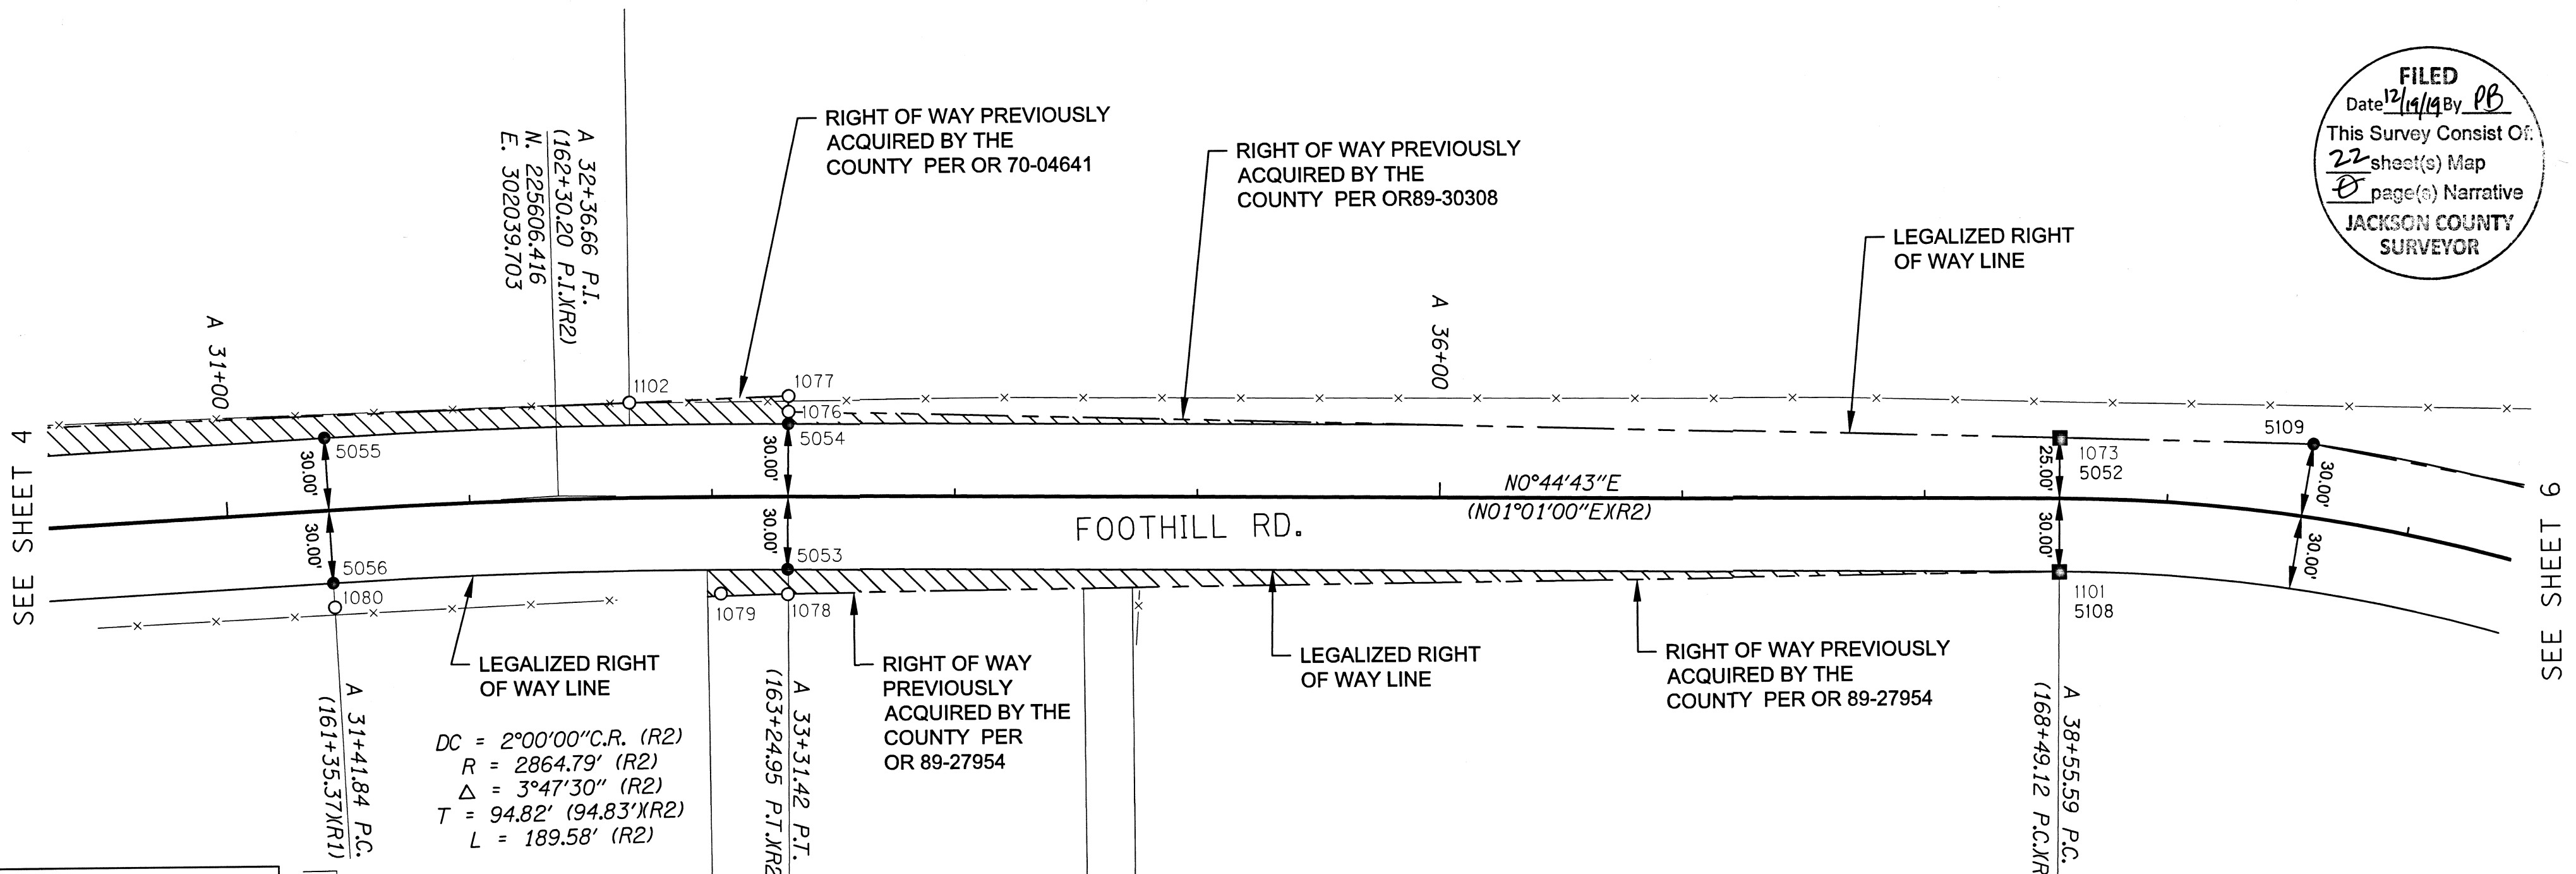 FILED
Date 12/19/19 By PB
This Survey Consist Of:
22 sheet(s) Map
0 page(s) Narrative
JACKSON COUNTY
SURVEYOR
RIGHT OF WAY PREVIOUSLY
ACQUIRED BY THE
COUNTY PER OR 70-04641
RIGHT OF WAY PREVIOUSLY
ACQUIRED BY THE
COUNTY PER OR89-30308
LEGALIZED RIGHT
OF WAY LINE
A 32+36.66 P.I.
(162+30.20 P.I.)(R2)
N. 225606.416
E. 302039.703
A 31+00
A 36+00
1102
1077
1076
5054
5055
5109
1073
5052
30.00'
30.00'
25.00'
30.00'
SEE SHEET 4
N0°44'43"E
(N01°01'00"E)(R2)
FOOTHILL RD.
SEE SHEET 6
30.00'
30.00'
30.00'
30.00'
5056
1080
5053
1079
1078
1101
5108
LEGALIZED RIGHT
OF WAY LINE
RIGHT OF WAY
PREVIOUSLY
ACQUIRED BY THE
COUNTY PER
OR 89-27954
LEGALIZED RIGHT
OF WAY LINE
RIGHT OF WAY PREVIOUSLY
ACQUIRED BY THE
COUNTY PER OR 89-27954
A 31+41.84 P.C.
(161+35.37)(R1)
DC = 2°00'00"C.R. (R2)
R = 2864.79' (R2)
△ = 3°47'30" (R2)
T = 94.82' (94.83')(R2)
L = 189.58' (R2)
A 33+31.42 P.T.
(163+24.95 P.T.)(R2
A 38+55.59 P.C.
(168+49.12 P.C.)(R